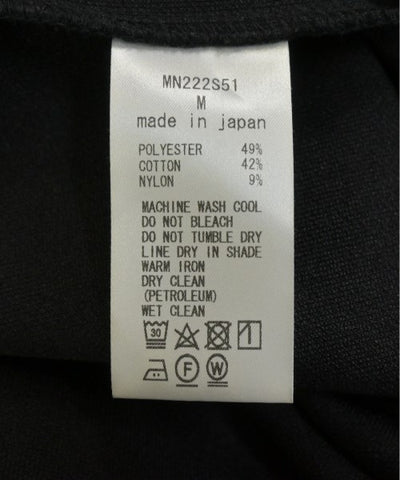 MN222S51
M
made in japan
POLYESTER 49%
COTTON 42%
NYLON 9%
MACHINE WASH COOL
DO NOT BLEACH
DO NOT TUMBLE DRY
LINE DRY IN SHADE
WARM IRON
DRY CLEAN
(PETROLEUM)
WET CLEAN
30
F W